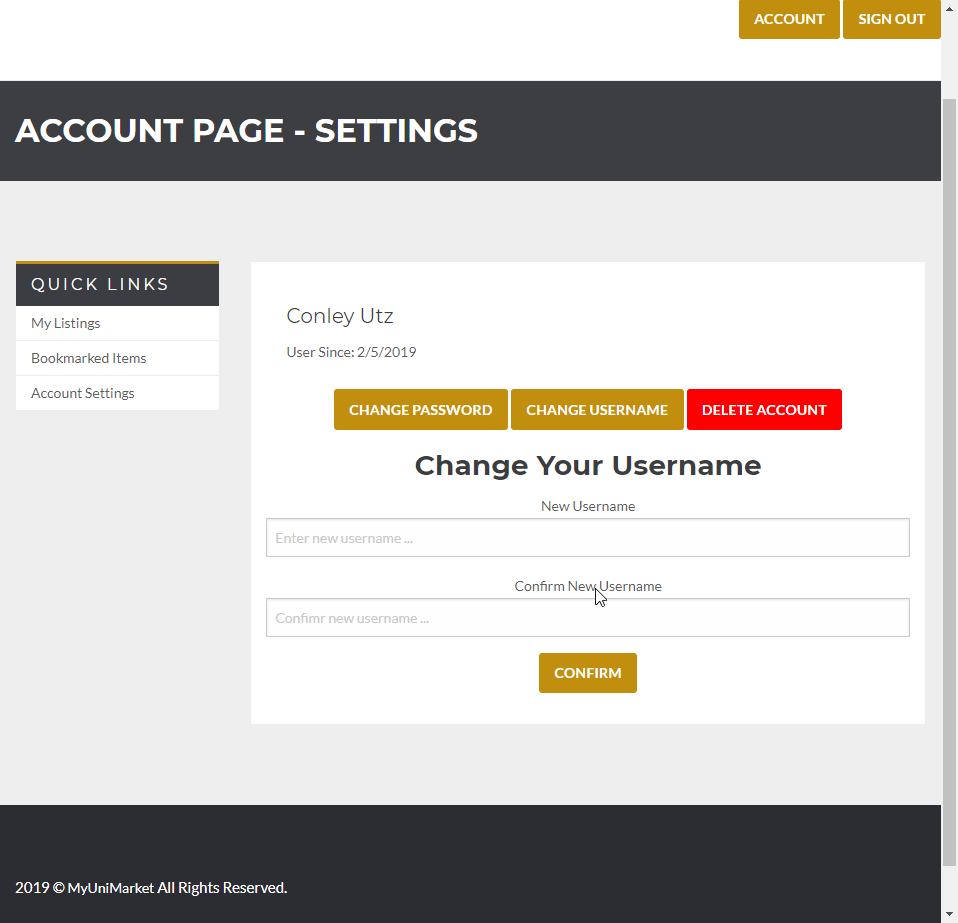 ACCOUNT SIGN OUT
ACCOUNT PAGE - SETTINGS
QUICK LINKS
My Listings
Bookmarked Items
Account Settings
Conley Utz
User Since: 2/5/2019
CHANGE PASSWORD CHANGE USERNAME DELETE ACCOUNT
Change Your Username
New Username
Enter new username ...
Confirm New Username
Confimr new username ...
CONFIRM
2019 © MyUniMarket All Rights Reserved.